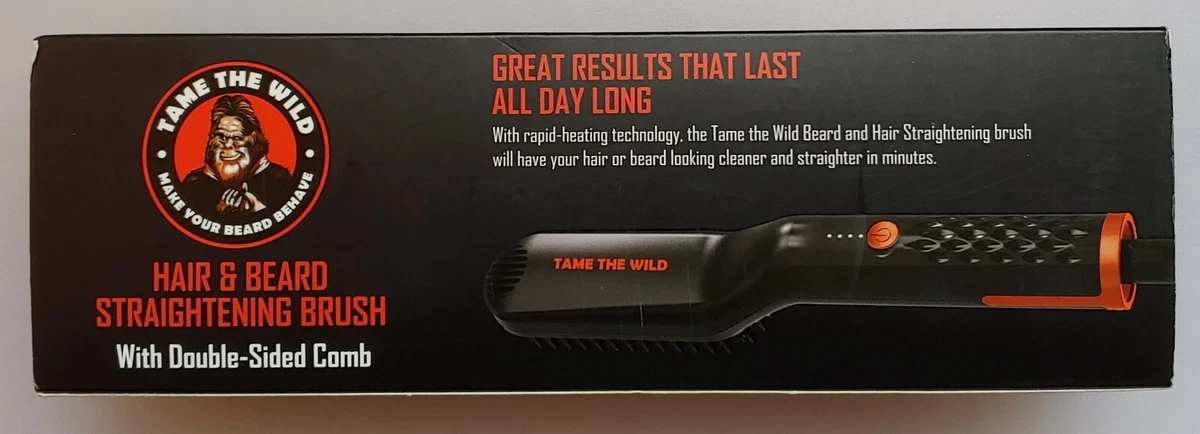 TAME THE WILD
MAKE YOUR BEARD BEHAVE
HAIR & BEARD
STRAIGHTENING BRUSH
With Double-Sided Comb
GREAT RESULTS THAT LAST
ALL DAY LONG
With rapid-heating technology, the Tame the Wild Beard and Hair Straightening brush
will have your hair or beard looking cleaner and straighter in minutes.
TAME THE WILD